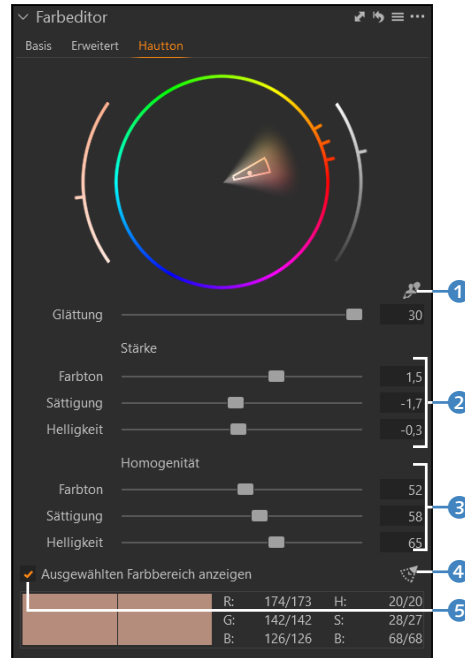 Farbeditor
Basis Erweitert Hautton
1
Glättung 30
Stärke
Farbton 1,5
Sättigung -1,7
2
Helligkeit -0,3
Homogenität
Farbton 52
Sättigung 58
3
Helligkeit 65
Ausgewählten Farbbereich anzeigen
4
R: 174/173 H: 20/20
5
G: 142/142 S: 28/27
B: 126/126 B: 68/68